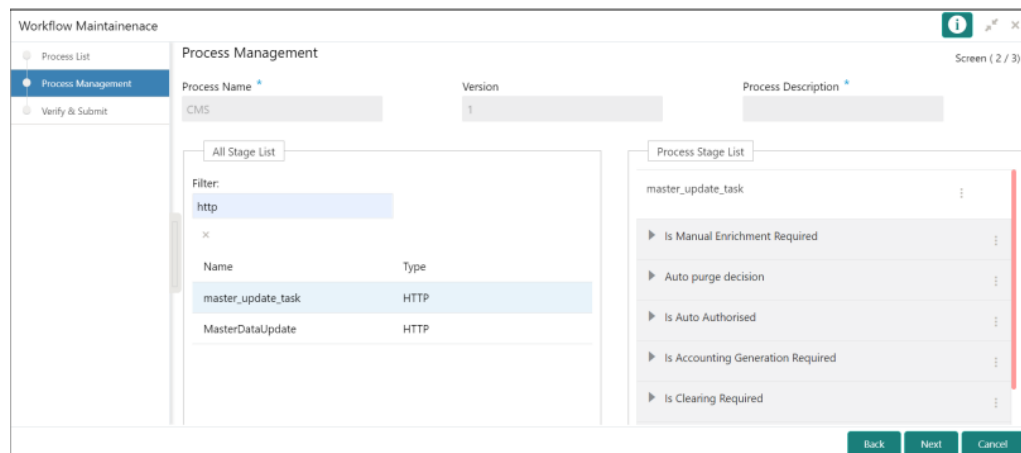 Workflow Maintainenace
Process List
Process Management
Verify & Submit
Process Management
Screen ( 2 / 3)
Process Name *
Version
Process Description *
CMS
1
All Stage List
Filter:
http
Name Type
master_update_task HTTP
MasterDataUpdate HTTP
Process Stage List
master_update_task
Is Manual Enrichment Required
Auto purge decision
Is Auto Authorised
Is Accounting Generation Required
Is Clearing Required
Back Next Cancel